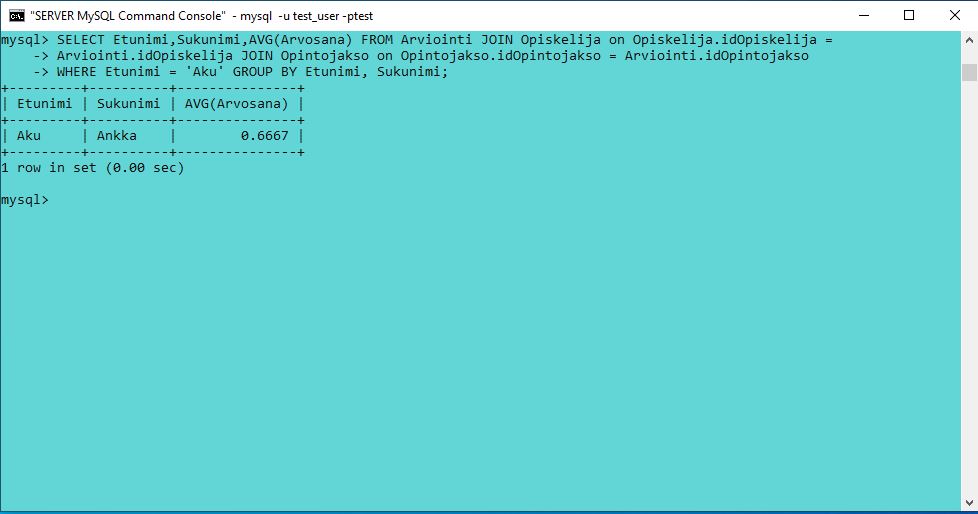 "SERVER MySQL Command Console" - mysql -u test_user -ptest
mysql> SELECT Etunimi,Sukunimi,AVG(Arvosana) FROM Arviointi JOIN Opiskelija on Opiskelija.idOpiskelija =
    -> Arviointi.idOpiskelija JOIN Opintojakso on Opintojakso.idOpintojakso = Arviointi.idOpintojakso
    -> WHERE Etunimi = 'Aku' GROUP BY Etunimi, Sukunimi;
+---------+----------+---------------+
| Etunimi | Sukunimi | AVG(Arvosana) |
+---------+----------+---------------+
| Aku     | Ankka    |        0.6667 |
+---------+----------+---------------+
1 row in set (0.00 sec)
mysql>